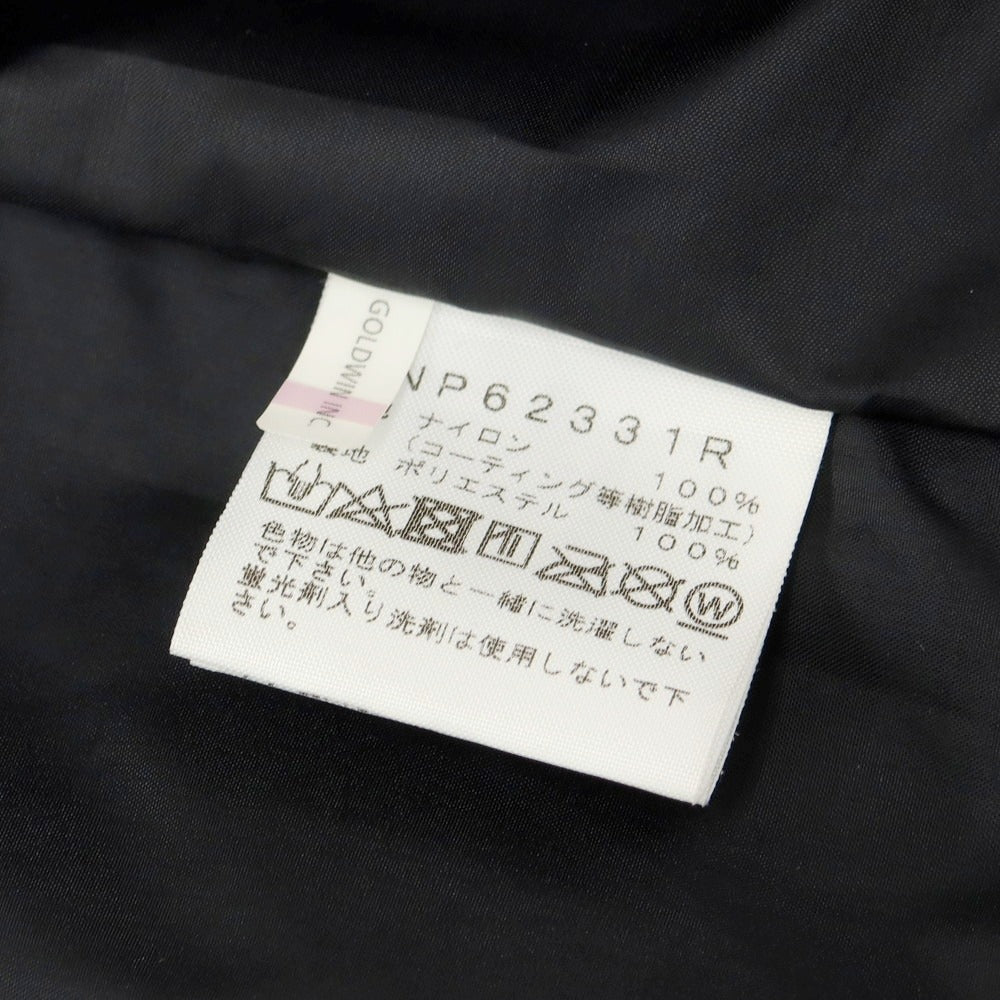 GOLDWIN INC
NP62331R
ナイロン 100%
(コーティング等樹脂加工)
裏地 ポリエステル 100%
W
色物は他の物と一緒に洗濯しない
で下さい。
蛍光剤入り洗剤は使用しないで下
さい。